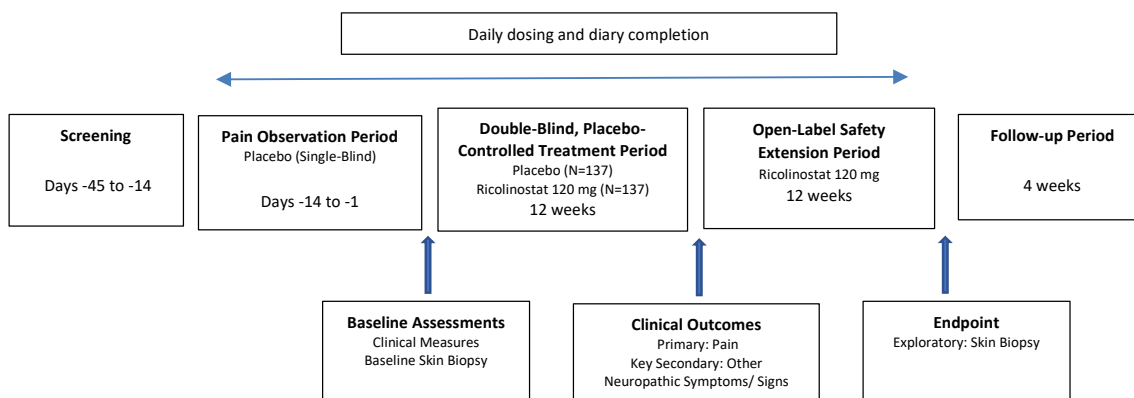 Daily dosing and diary completion
Screening
Days -45 to -14
Pain Observation Period
Placebo (Single-Blind)
Days -14 to -1
Double-Blind, Placebo-
Controlled Treatment Period
Placebo (N=137)
Ricolinostat 120 mg (N=137)
12 weeks
Open-Label Safety
Extension Period
Ricolinostat 120 mg
12 weeks
Follow-up Period
4 weeks
Baseline Assessments
Clinical Measures
Baseline Skin Biopsy
Clinical Outcomes
Primary: Pain
Key Secondary: Other
Neuropathic Symptoms/ Signs
Endpoint
Exploratory: Skin Biopsy